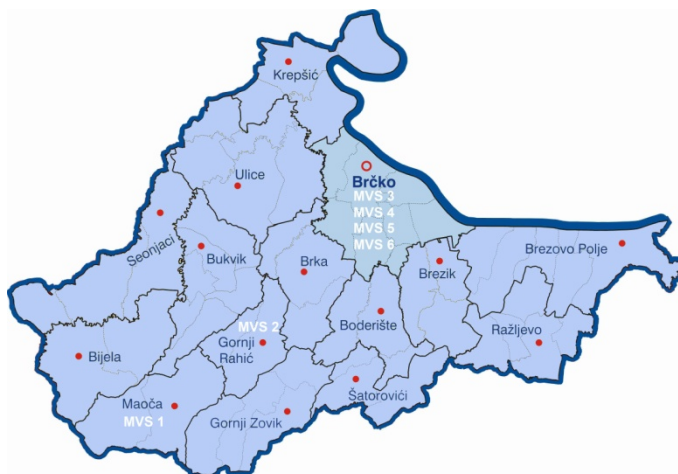 Krepšić
Ulice
Brčko
MVS 3
MVS 4
MVS 5
MVS 6
Seonjaci
Bukvik
Brka
Brezik
Brezovo Polje
MVS 2
Gornji
Rahić
Boderište
Ražljevo
Bijela
Maoča
MVS 1
Gornji Zovik
Šatorovići